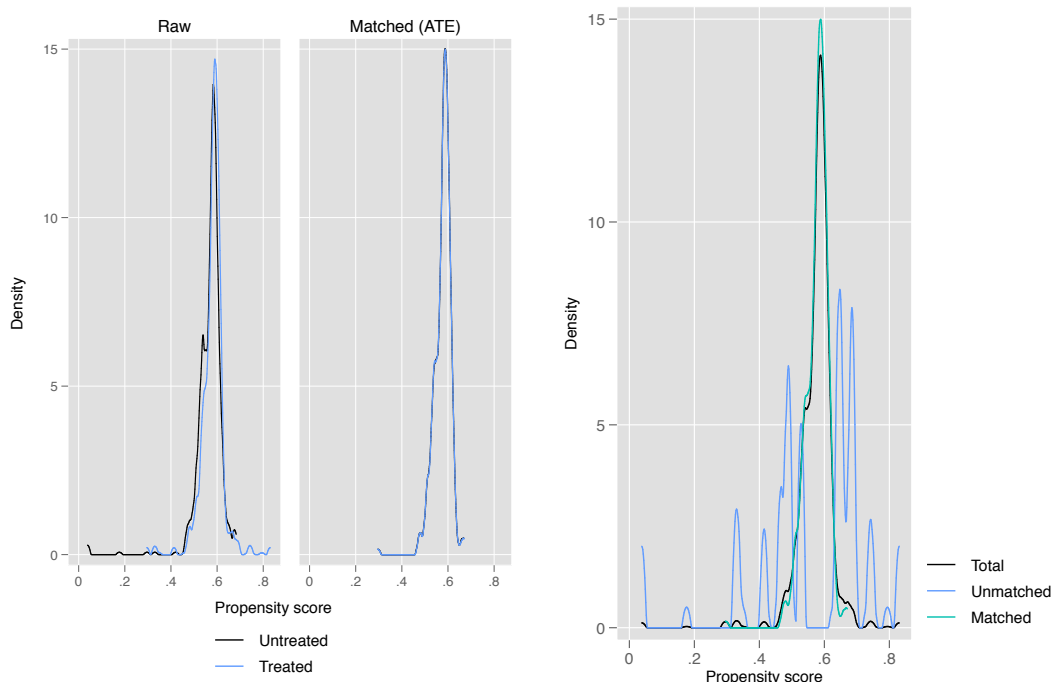 Raw
Matched (ATE)
15
10
5
0
Density
0 .2 .4 .6 .8
0 .2 .4 .6 .8
Propensity score
Untreated
Treated
15
10
5
0
Density
0 .2 .4 .6 .8
Propensity score
Total
Unmatched
Matched